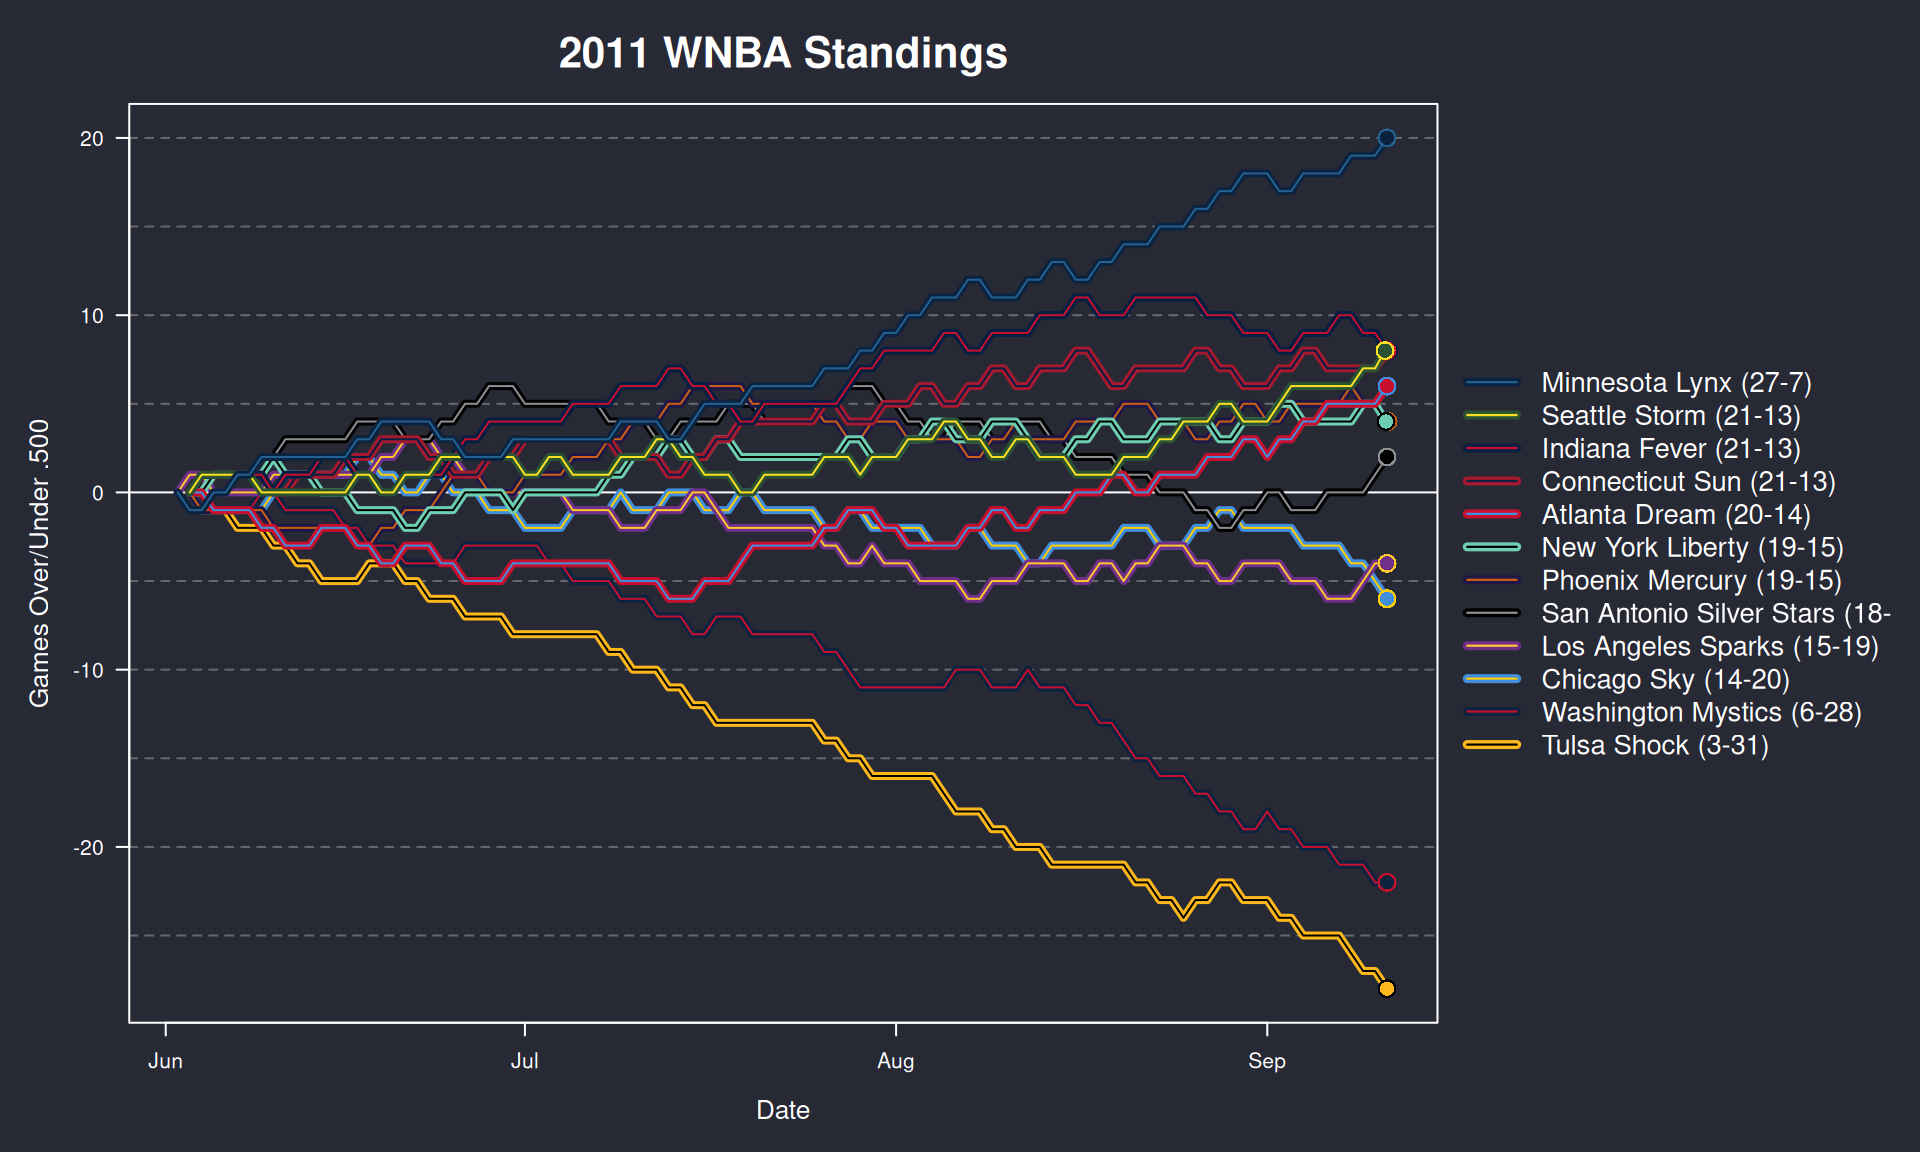 2011 WNBA Standings
20
10
0
-10
-20
Games Over/Under .500
Jun
Jul
Aug
Sep
Date
Minnesota Lynx (27-7)
Seattle Storm (21-13)
Indiana Fever (21-13)
Connecticut Sun (21-13)
Atlanta Dream (20-14)
New York Liberty (19-15)
Phoenix Mercury (19-15)
San Antonio Silver Stars (18-
Los Angeles Sparks (15-19)
Chicago Sky (14-20)
Washington Mystics (6-28)
Tulsa Shock (3-31)